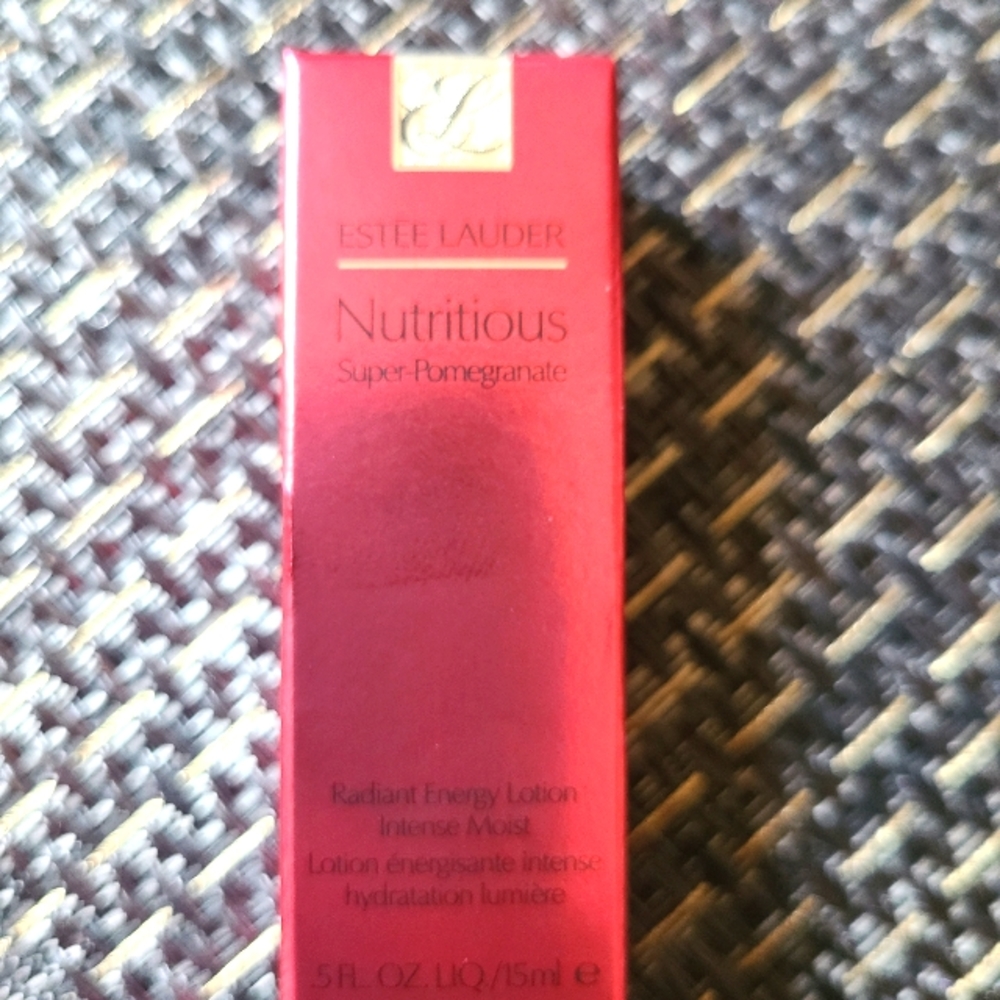 ESTĒE LAUDER
Nutritious
Super-Pomegranate
Radiant Energy Lotion
Intense Moist
Lotion énergisante intense
hydratation lumière
.5 FL. OZ. LIQ./15ml ℮